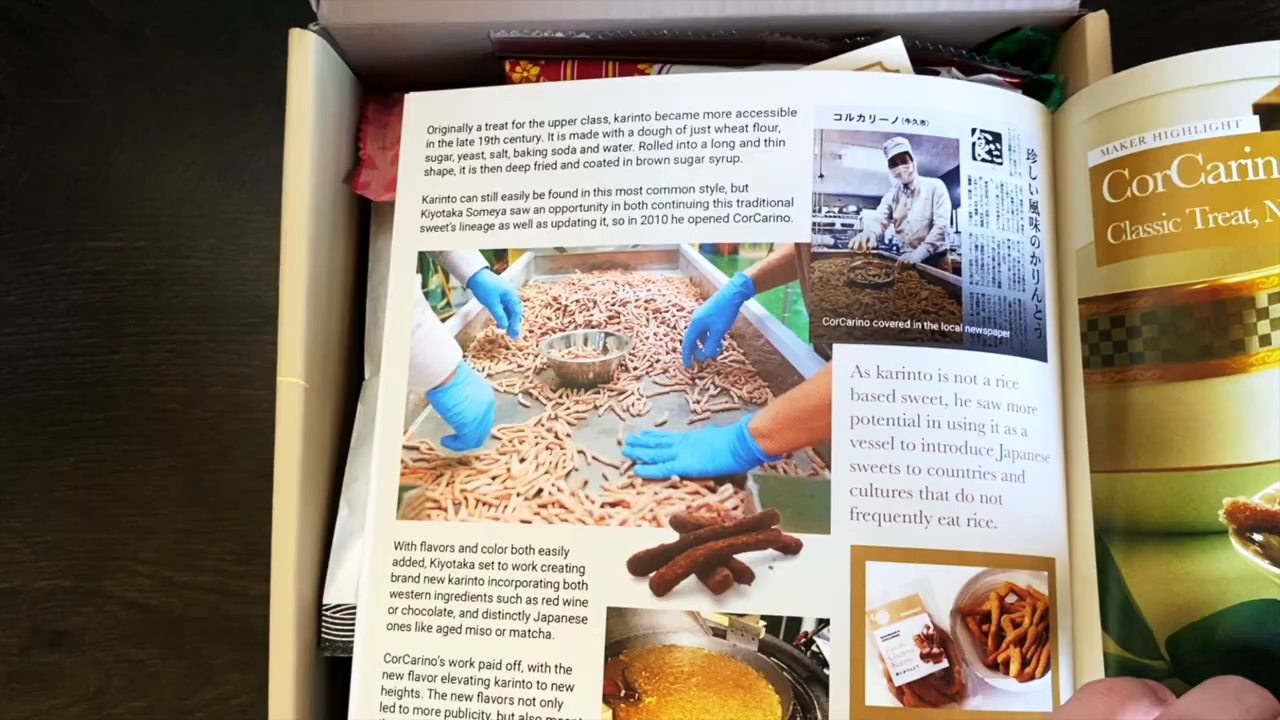 Originally a treat for the upper class, karinto became more accessible
in the late 19th century. It is made with a dough of just wheat flour,
sugar, yeast, salt, baking soda and water. Rolled into a long and thin
shape, it is then deep fried and coated in brown sugar syrup.
Karinto can still easily be found in this most common style, but
Kiyotaka Someya saw an opportunity in both continuing this traditional
sweet's lineage as well as updating it, so in 2010 he opened CorCarino.
コルカリーノ(牛久市)
食
珍しい風味のかりんとう
CorCarino covered in the local newspaper
As karinto is not a rice
based sweet, he saw more
potential in using it as a
vessel to introduce Japanese
sweets to countries and
cultures that do not
frequently eat rice.
With flavors and color both easily
added, Kiyotaka set to work creating
brand new karinto incorporating both
western ingredients such as red wine
or chocolate, and distinctly Japanese
ones like aged miso or matcha.
CorCarino's work paid off, with the
new flavor elevating karinto to new
heights. The new flavors not only
led to more publicity, but also
MAKER HIGHLIGHT
CorCarin
Classic Treat, N